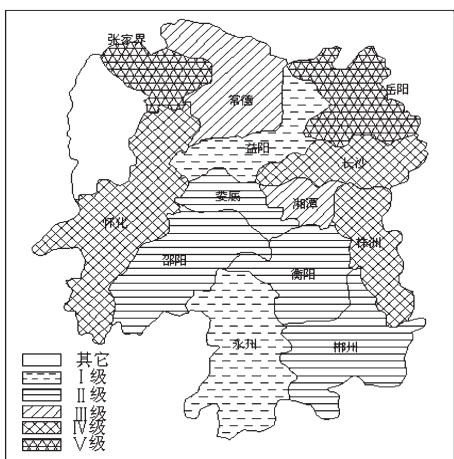 张家界
常德
岳阳
益阳
长沙
娄底
湘潭
怀化
株洲
邵阳
衡阳
永州
郴州
其它
Ⅰ级
Ⅱ级
Ⅲ级
Ⅳ级
Ⅴ级